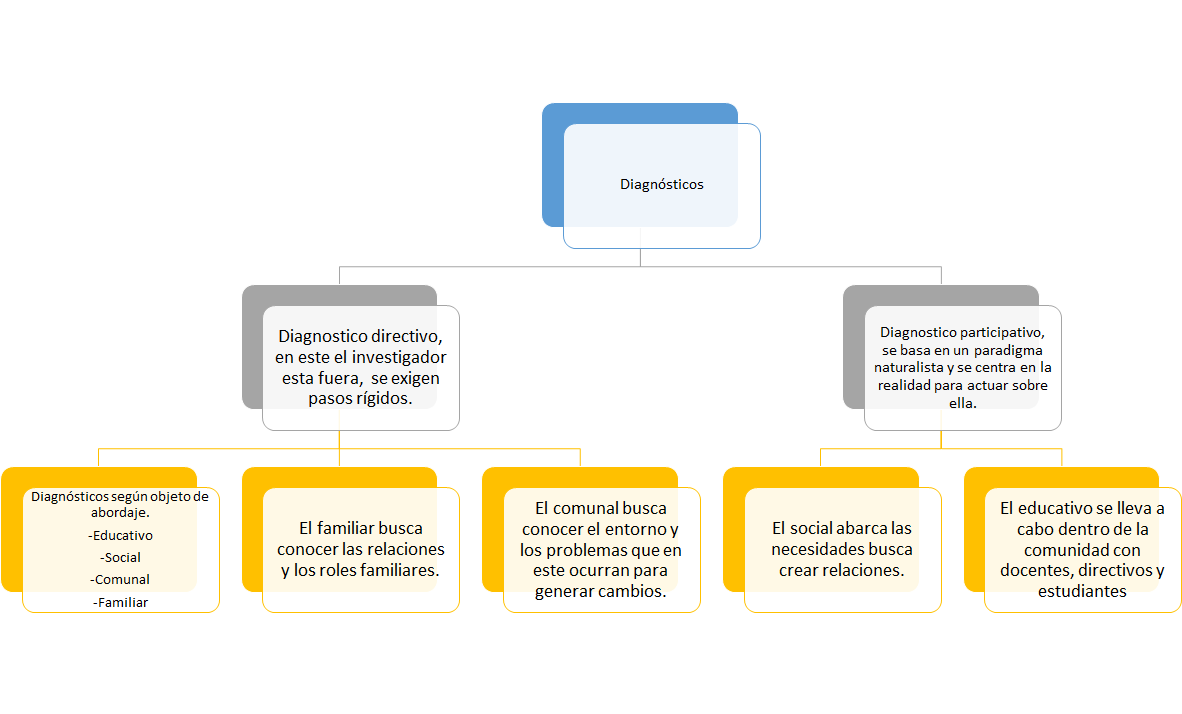 Diagnósticos
Diagnostico directivo,
en este el investigador
esta fuera, se exigen
pasos rígidos.
Diagnostico participativo,
se basa en un paradigma
naturalista y se centra en la
realidad para actuar sobre
ella.
Diagnósticos según objeto de
abordaje.
-Educativo
-Social
-Comunal
-Familiar
El familiar busca
conocer las relaciones
y los roles familiares.
El comunal busca
conocer el entorno y
los problemas que en
este ocurran para
generar cambios.
El social abarca las
necesidades busca
crear relaciones.
El educativo se lleva a
cabo dentro de la
comunidad con
docentes, directivos y
estudiantes